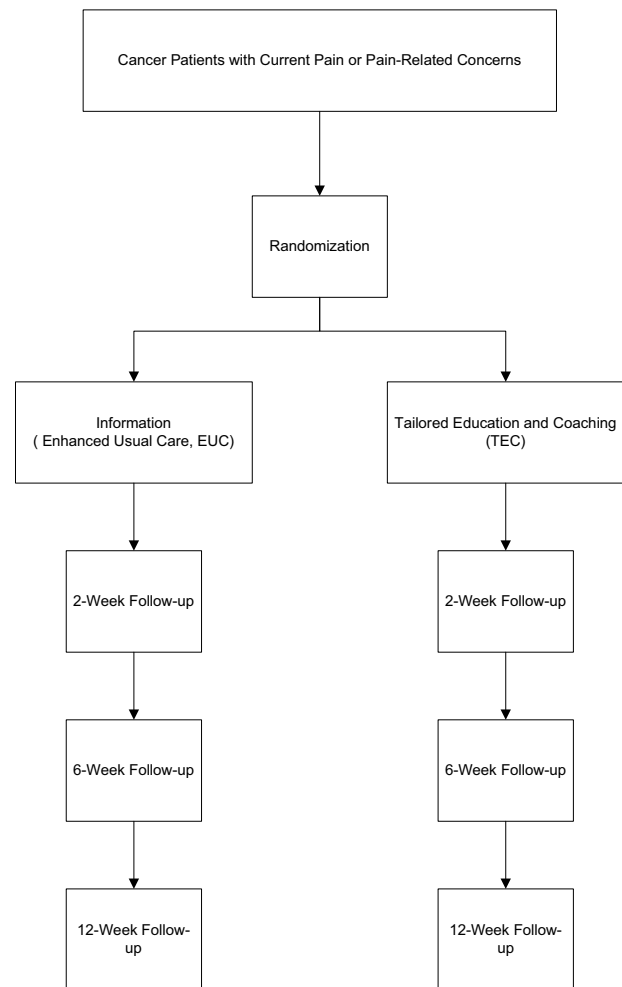 Cancer Patients with Current Pain or Pain-Related Concerns
Randomization
Information
( Enhanced Usual Care, EUC)
Tailored Education and Coaching
(TEC)
2-Week Follow-up
2-Week Follow-up
6-Week Follow-up
6-Week Follow-up
12-Week Follow-
up
12-Week Follow-
up